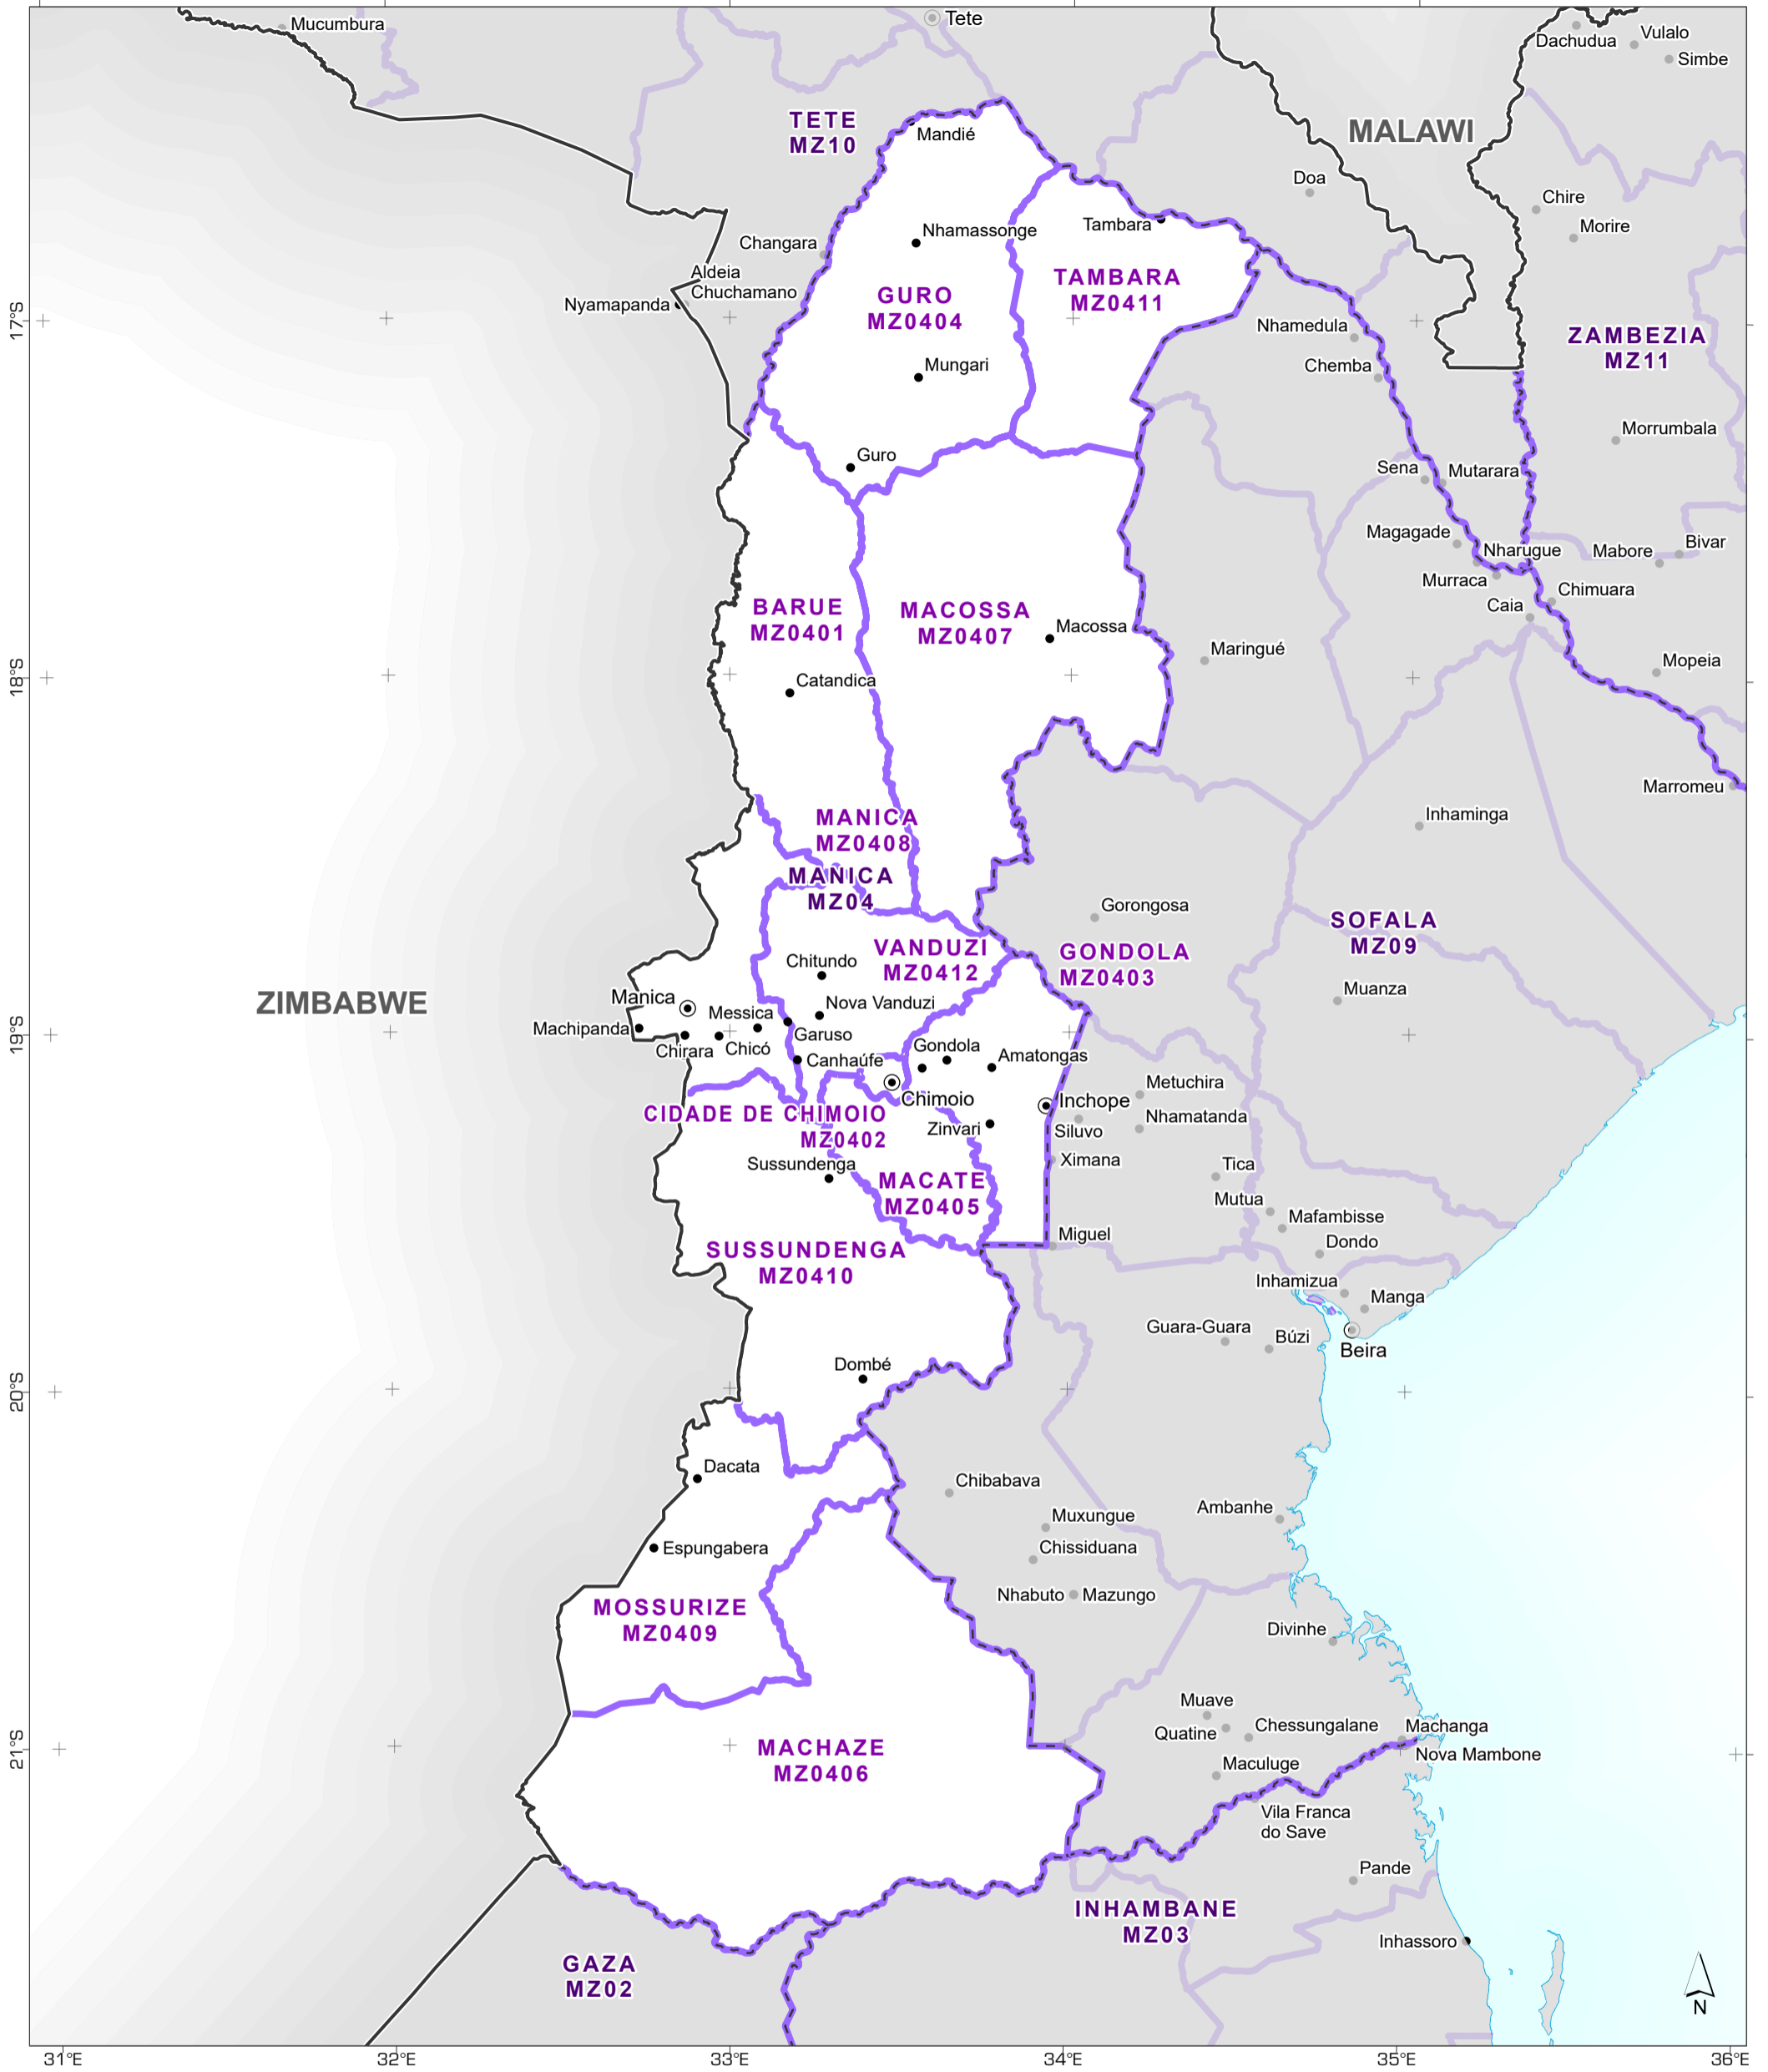 Mucumbura
Tete
Dachudua
Vulalo
Simbe
TETE
MZ10
Mandié
MALAWI
Doa
Chire
Morire
Changara
Nhamassonge
Tambara
Aldeia
Chuchamano
Nyamapanda
GURO
MZ0404
TAMBARA
MZ0411
17°S
Nhamedula
ZAMBEZIA
MZ11
Mungari
Chemba
Morrumbala
Guro
Sena
Mutarara
Magagade
Nharugue
Mabore
Bivar
Murraca
Chimuara
Caia
BARUE
MZ0401
MACOSSA
MZ0407
Macossa
Maringué
Mopeia
18°S
Catandica
Marromeu
MANICA
MZ0408
Inhaminga
MANICA
MZ04
Gorongosa
SOFALA
MZ09
VANDUZI
MZ0412
GONDOLA
MZ0403
Chitundo
Muanza
ZIMBABWE
Manica
Nova Vanduzi
Messica
Machipanda
Garuso
19°S
Chirara
Chicó
Canhaúfe
Gondola
Amatongas
Metuchira
Chimoio
Inchope
CIDADE DE CHIMOIO
MZ0402
Nhamatanda
Zinvari
Siluvo
Sussundenga
Ximana
Tica
MACATE
MZ0405
Mutua
Mafambisse
Miguel
Dondo
SUSSUNDENGA
MZ0410
Inhamizua
Manga
Guara-Guara
Búzi
Beira
Dombé
20°S
Dacata
Chibababava
Ambanhe
Muxungue
Espungabera
Chissiduana
Nhabuto
Mazungo
MOSSURIZE
MZ0409
Divinhe
Muave
Quatine
Chessungalane
Machanga
21°S
MACHAZE
MZ0406
Nova Mambone
Maculuge
Vila Franca
do Save
Pande
INHAMBANE
MZ03
Inhassoro
GAZA
MZ02
N
31°E
32°E
33°E
34°E
35°E
36°E